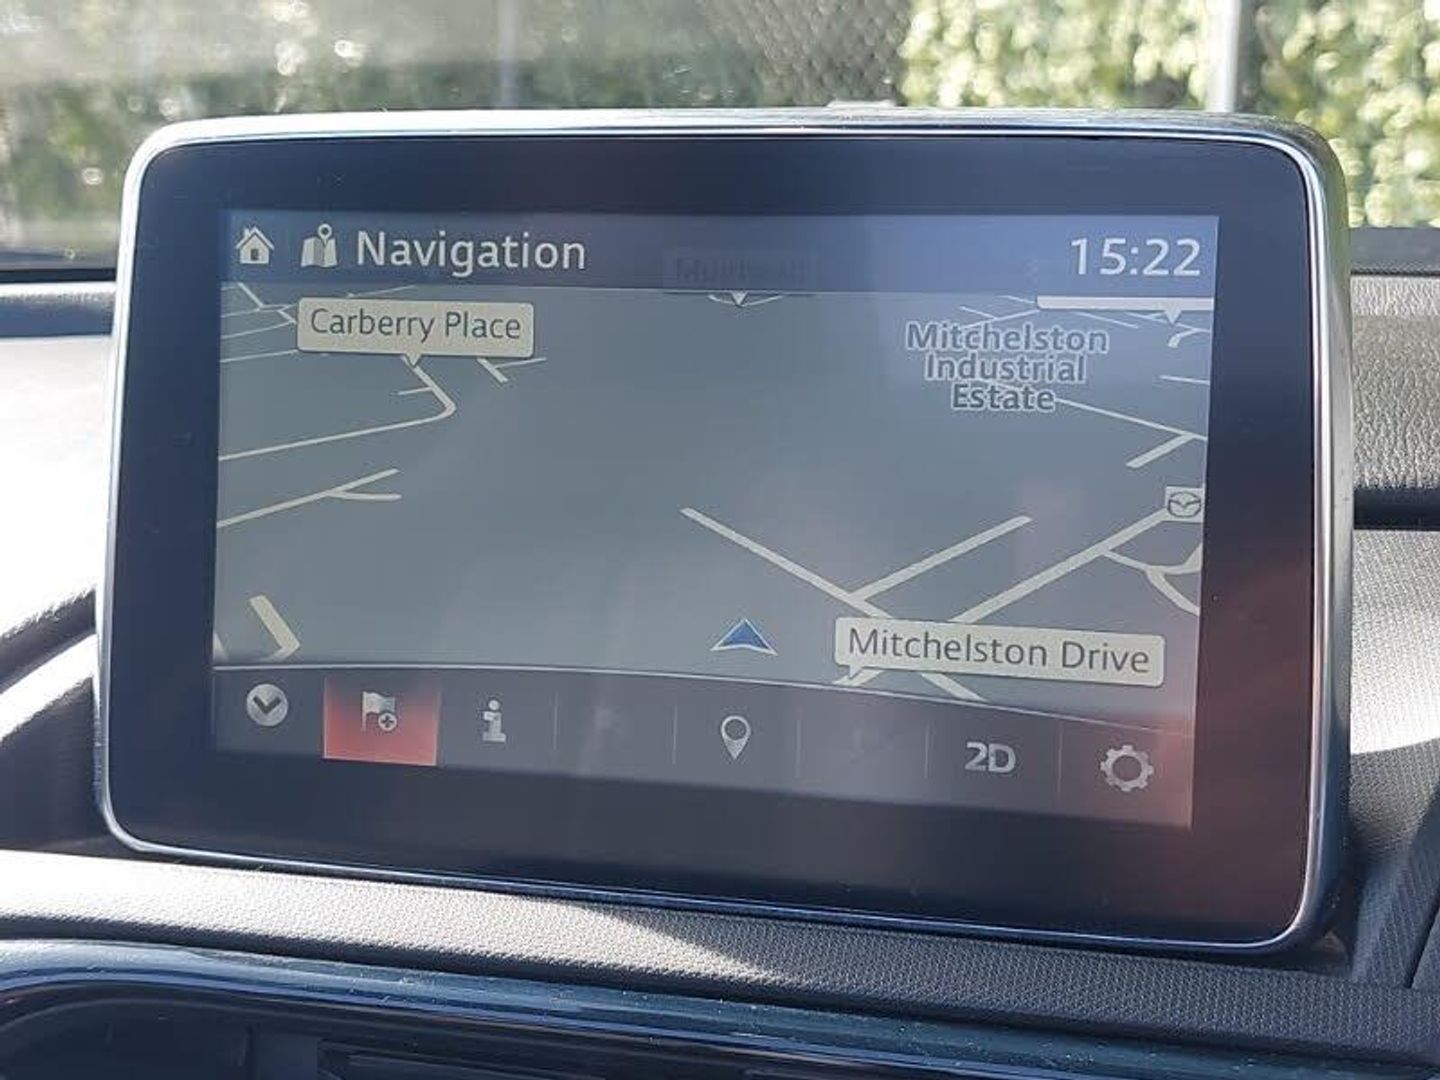 Navigation
15:22
Carberry Place
Mitchelston
Industrial
Estate
Mitchelston Drive
2D